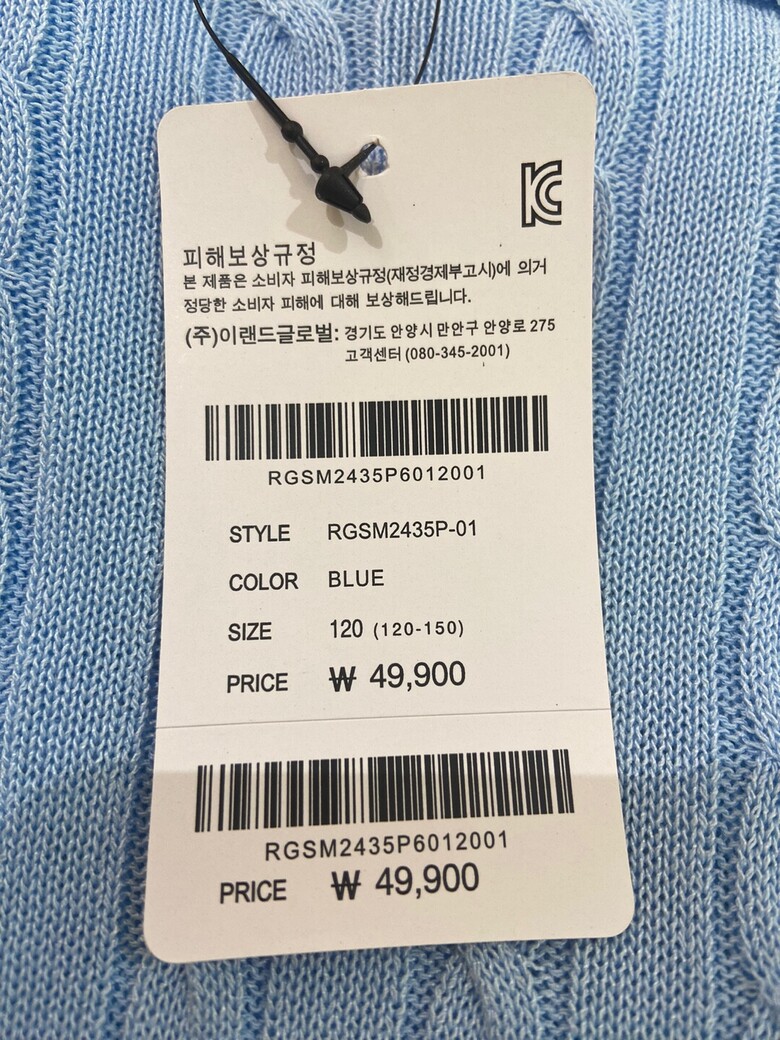 KC
피해보상규정
본 제품은 소비자 피해보상규정(재정경제부고시)에 의거
정당한 소비자 피해에 대해 보상해드립니다.
(주)이랜드글로벌: 경기도 안양시 만안구 안양로 275
고객센터 (080-345-2001)
RGSM2435P6012001
STYLE RGSM2435P-01
COLOR BLUE
SIZE 120 (120-150)
PRICE ₩ 49,900
RGSM2435P6012001
PRICE ₩ 49,900